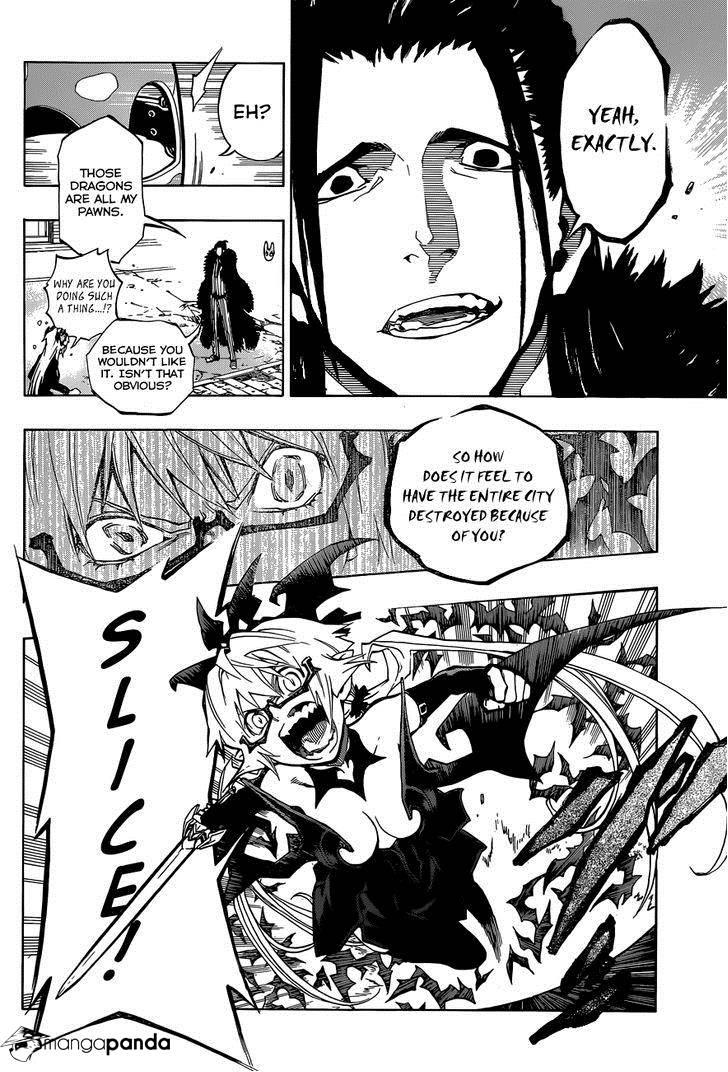 YEAH,
EXACTLY.
EH?
THOSE
DRAGONS
ARE ALL MY
PAWNS.
WHY ARE YOU
DOING SUCH
A THING...!?
BECAUSE YOU
WOULDN'T LIKE
IT. ISN'T THAT
OBVIOUS?
SO HOW
DOES IT FEEL TO
HAVE THE ENTIRE CITY
DESTROYED BECAUSE
OF YOU?
SLICE!
mangapanda